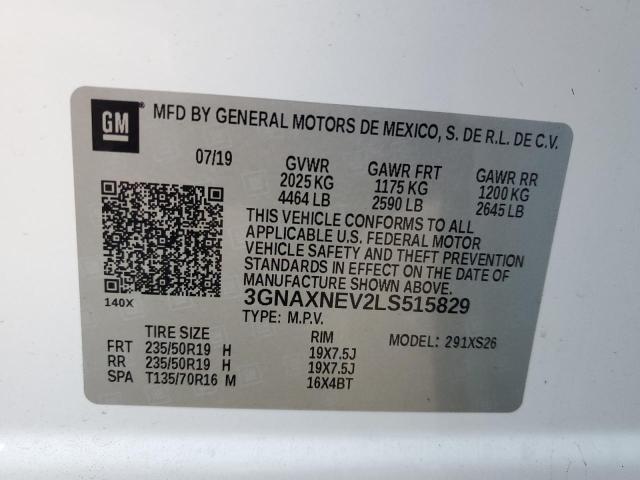 GM ® MFD BY GENERAL MOTORS DE MEXICO, S. DE R.L. DE C.V.
07/19 GVWR GAWR FRT GAWR RR
2025 KG 1175 KG 1200 KG
4464 LB 2590 LB 2645 LB
THIS VEHICLE CONFORMS TO ALL
APPLICABLE U.S. FEDERAL MOTOR
VEHICLE SAFETY AND THEFT PREVENTION
STANDARDS IN EFFECT ON THE DATE OF
MANUFACTURE SHOWN ABOVE.
3GNAXNEV2LS515829
140X TYPE: M.P.V.
TIRE SIZE RIM MODEL: 291XS26
FRT 235/50R19 H 19X7.5J
RR 235/50R19 H 19X7.5J
SPA T135/70R16 M 16X4BT